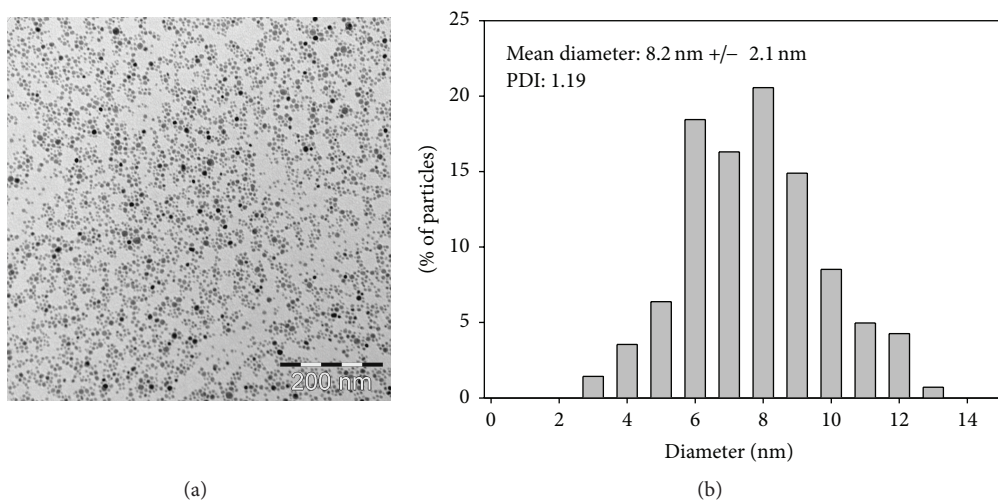 200 nm
(a)
25
20
15
10
5
0
(% of particles)
Mean diameter: 8.2 nm +/− 2.1 nm
PDI: 1.19
0 2 4 6 8 10 12 14
Diameter (nm)
(b)